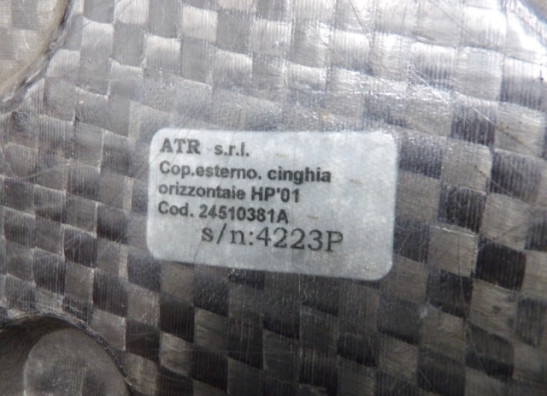 ATR s.r.l.
Cop.esterno. cinghia
orizzontale HP'01
Cod. 24510381A
s/n:4223P